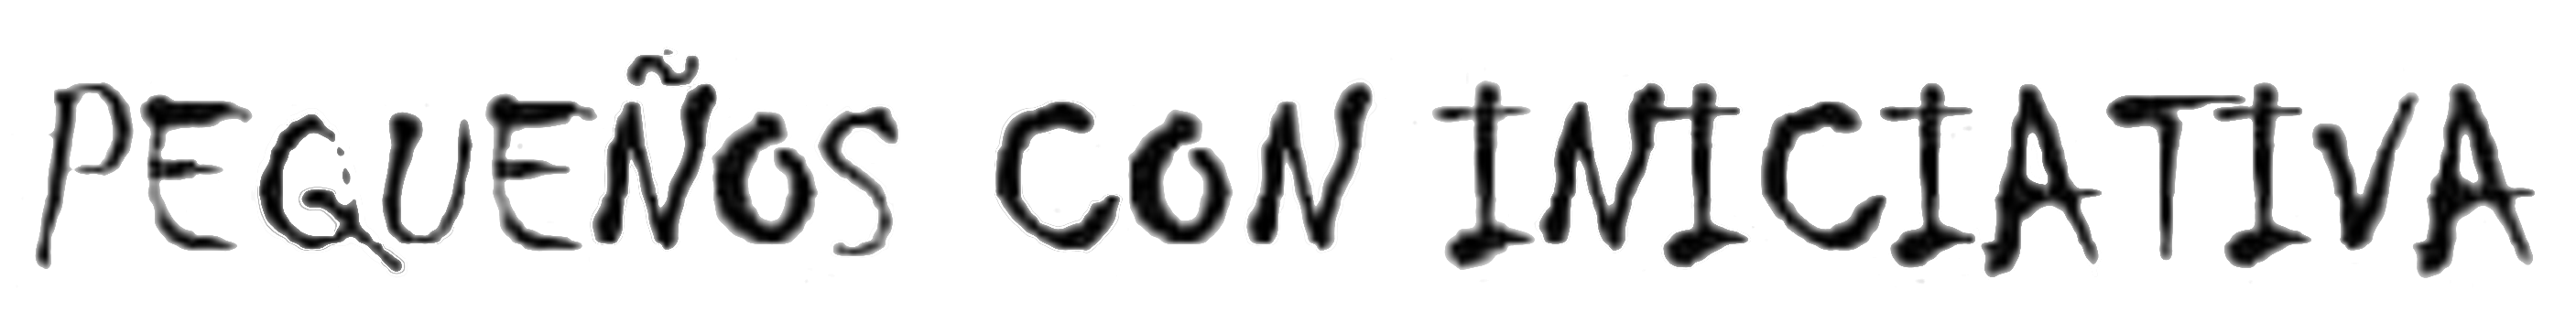 PEQUEÑOS CON INICIATIVA